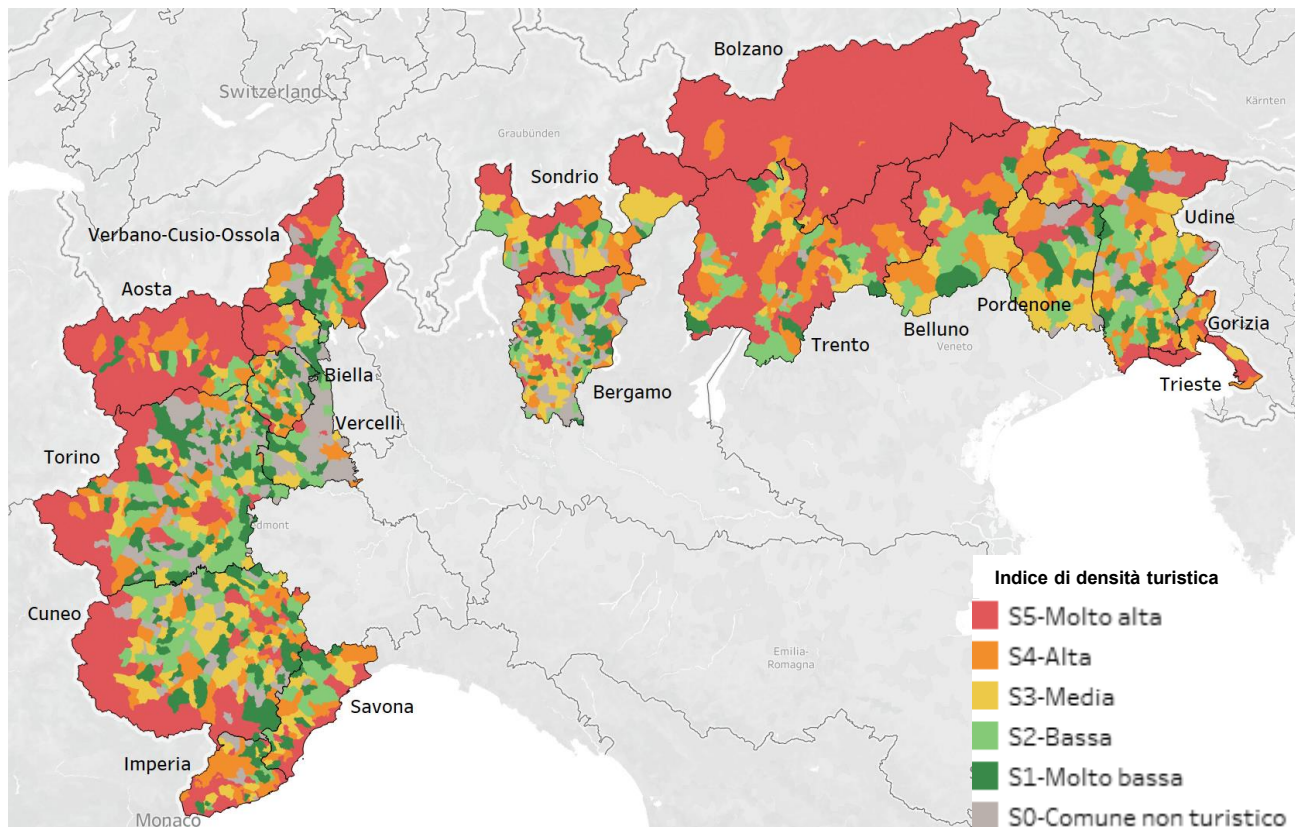 Bolzano
Switzerland
Kärnten
Graubünden
Sondrio
Verbano-Cusio-Ossola
Udine
Aosta
Pordenone
Gorizia
Belluno
Veneto
Trento
Trieste
Biella
Bergamo
Vercelli
Torino
Indice di densità turistica
S5-Molto alta
Cuneo
S4-Alta
Emilia-
Romagna
S3-Media
Savona
S2-Bassa
Imperia
S1-Molto bassa
Monaco
S0-Comune non turistico